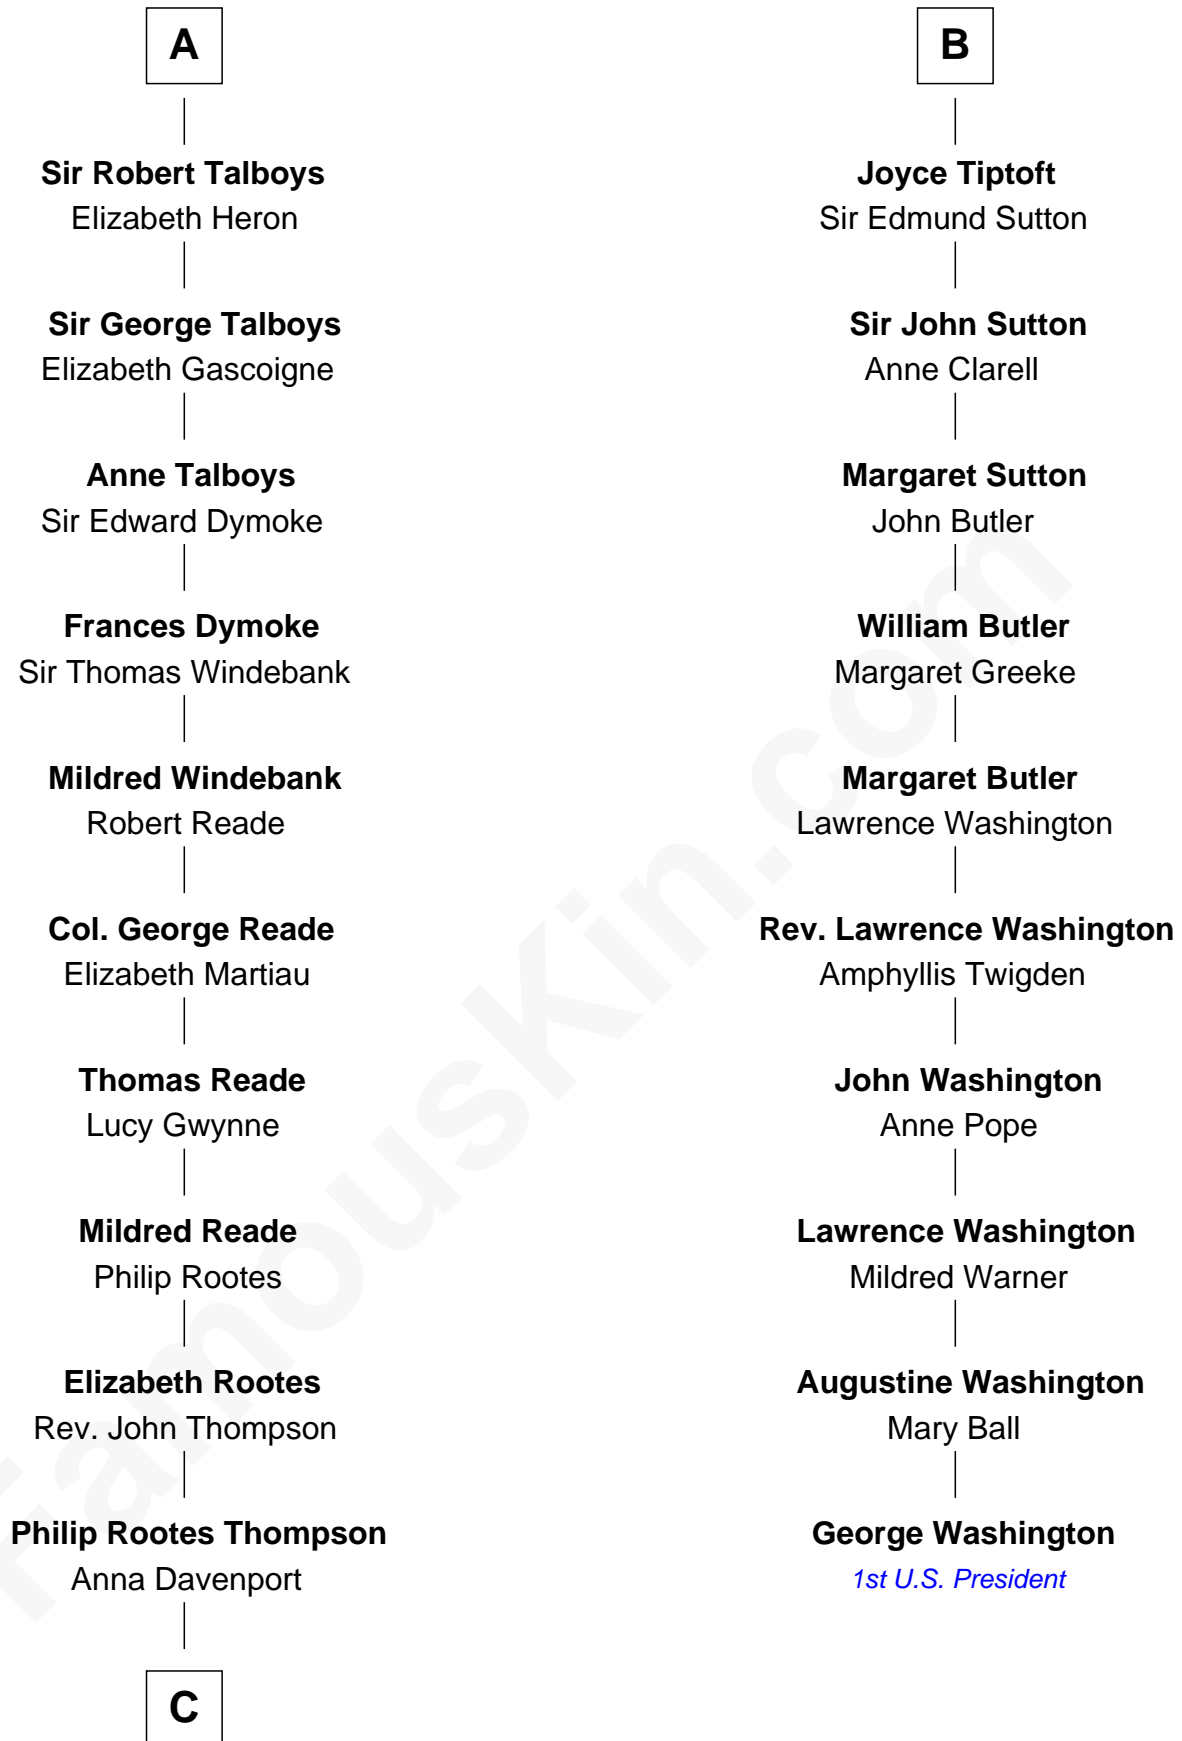 A
Sir Robert Talboys
Elizabeth Heron
Sir George Talboys
Elizabeth Gascoigne
Anne Talboys
Sir Edward Dymoke
Frances Dymoke
Sir Thomas Windebank
Mildred Windebank
Robert Reade
Col. George Reade
Elizabeth Martiau
Thomas Reade
Lucy Gwynne
Mildred Reade
Philip Rootes
Elizabeth Rootes
Rev. John Thompson
Philip Rootes Thompson
Anna Davenport
C
B
Joyce Tiptoft
Sir Edmund Sutton
Sir John Sutton
Anne Clarell
Margaret Sutton
John Butler
William Butler
Margaret Greeke
Margaret Butler
Lawrence Washington
Rev. Lawrence Washington
Amphyllis Twigden
John Washington
Anne Pope
Lawrence Washington
Mildred Warner
Augustine Washington
Mary Ball
George Washington
1st U.S. President
FamousKin.com